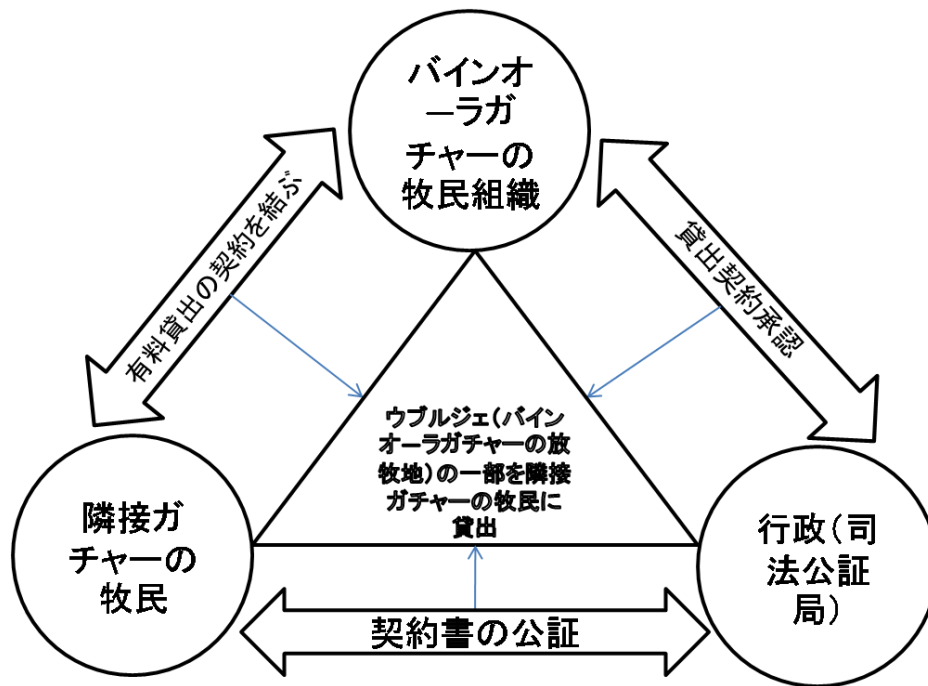 バインオ
ーラガ
チャーの
牧民組織
有料貸出の契約を結ぶ
貸出契約承認
ウブルジェ(バイン
オーラガチャーの放
牧地)の一部を隣接
ガチャーの牧民に
貸出
隣接ガ
チャーの
牧民
行政(司
法公証
局)
契約書の公証